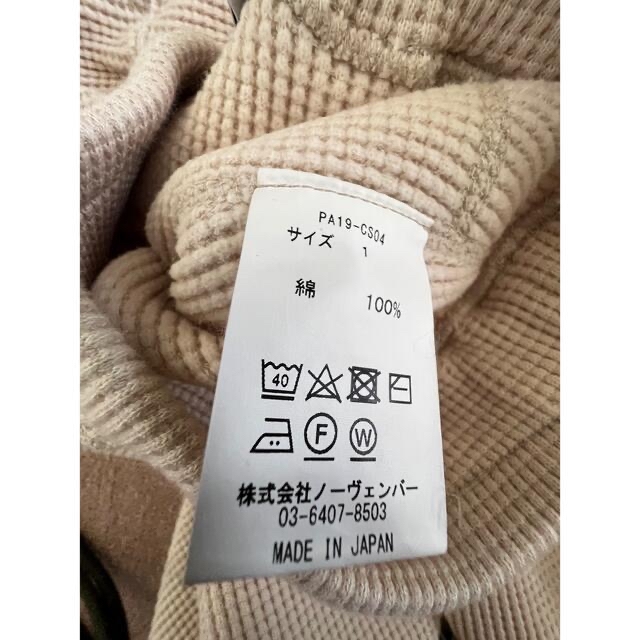 PA19-CS04
サイズ 1
綿 100%
40
F W
株式会社ノーヴェンバー
03-6407-8503
MADE IN JAPAN